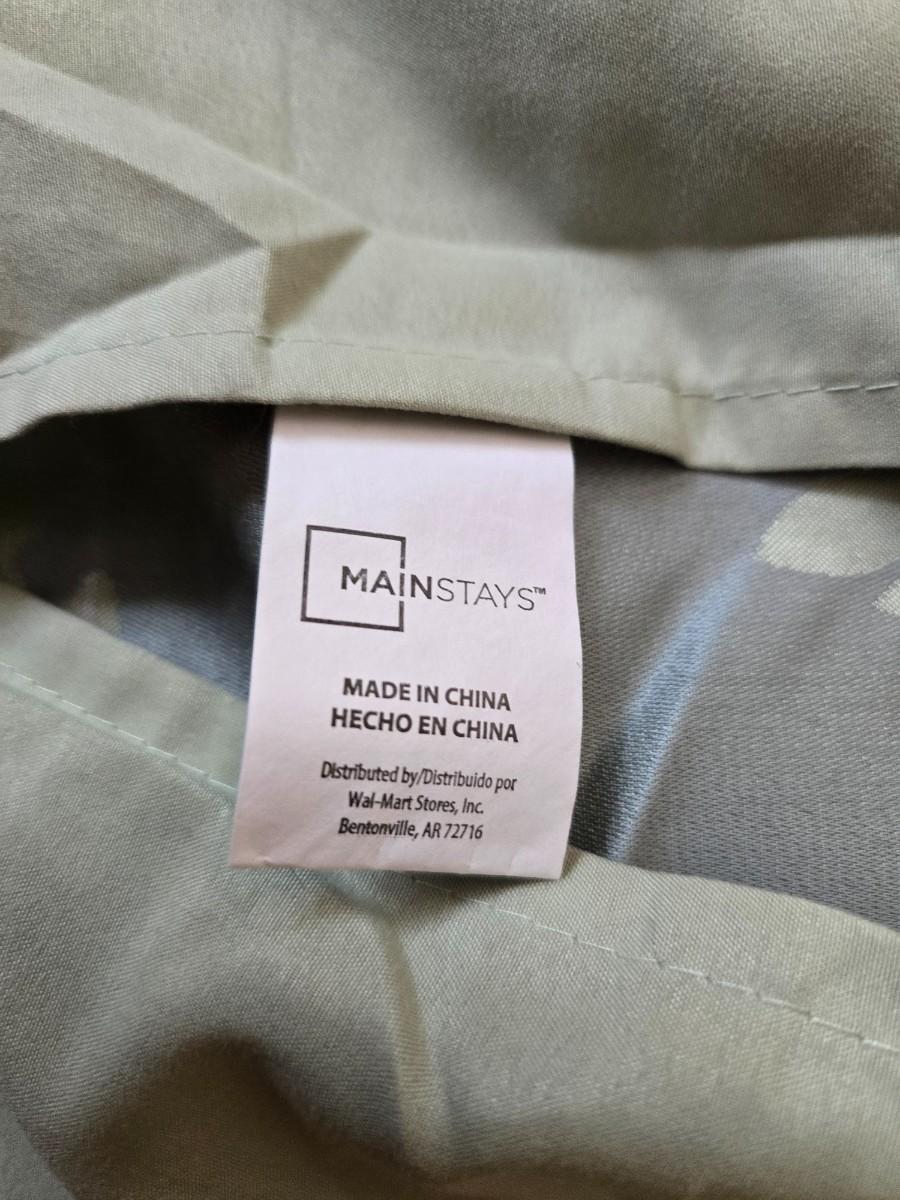 MAINSTAYS™
MADE IN CHINA
HECHO EN CHINA
Distributed by/Distribuido por
Wal-Mart Stores, Inc.
Bentonville, AR 72716